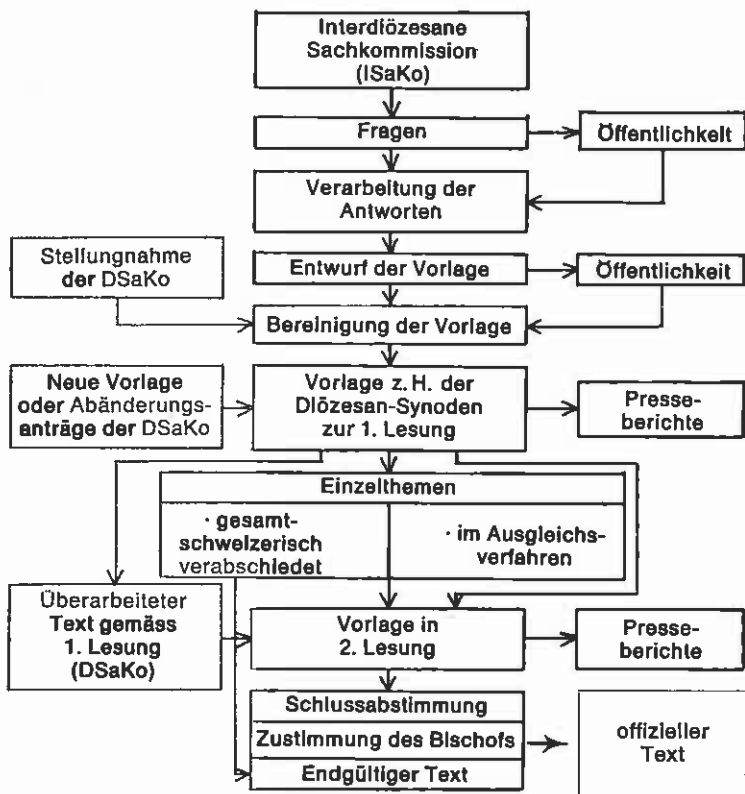 Interdiözesane
Sachkommission
(ISaKo)
Fragen
Öffentlichkeit
Verarbeitung der
Antworten
Stellungnahme
der DSaKo
Entwurf der Vorlage
Öffentlichkeit
Bereinigung der Vorlage
Neue Vorlage
oder Abänderungs-
anträge der DSaKo
Vorlage z. H. der
Diözesan-Synoden
zur 1. Lesung
Presse-
berichte
Einzelthemen
· gesamt-
schweizerisch
verabschiedet
· im Ausgleichs-
verfahren
Überarbeiteter
Text gemäss
1. Lesung
(DSaKo)
Vorlage in
2. Lesung
Presse-
berichte
Schlussabstimmung
Zustimmung des Bischofs
Endgültiger Text
offizieller
Text